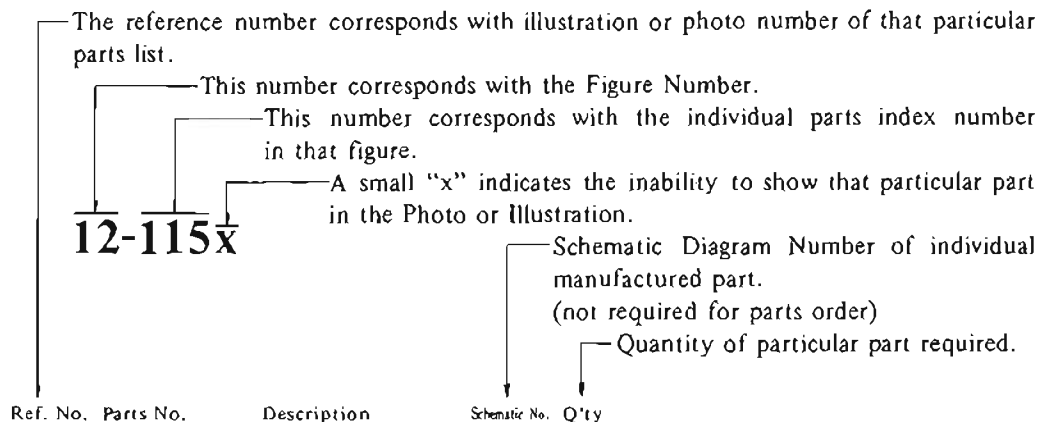 The reference number corresponds with illustration or photo number of that particular
parts list.
This number corresponds with the Figure Number.
This number corresponds with the individual parts index number
in that figure.
A small “x” indicates the inability to show that particular part
in the Photo or Illustration.
12-115x
Schematic Diagram Number of individual
manufactured part.
(not required for parts order)
Quantity of particular part required.
Ref. No. Parts No. Description Schematic No. Q'ty